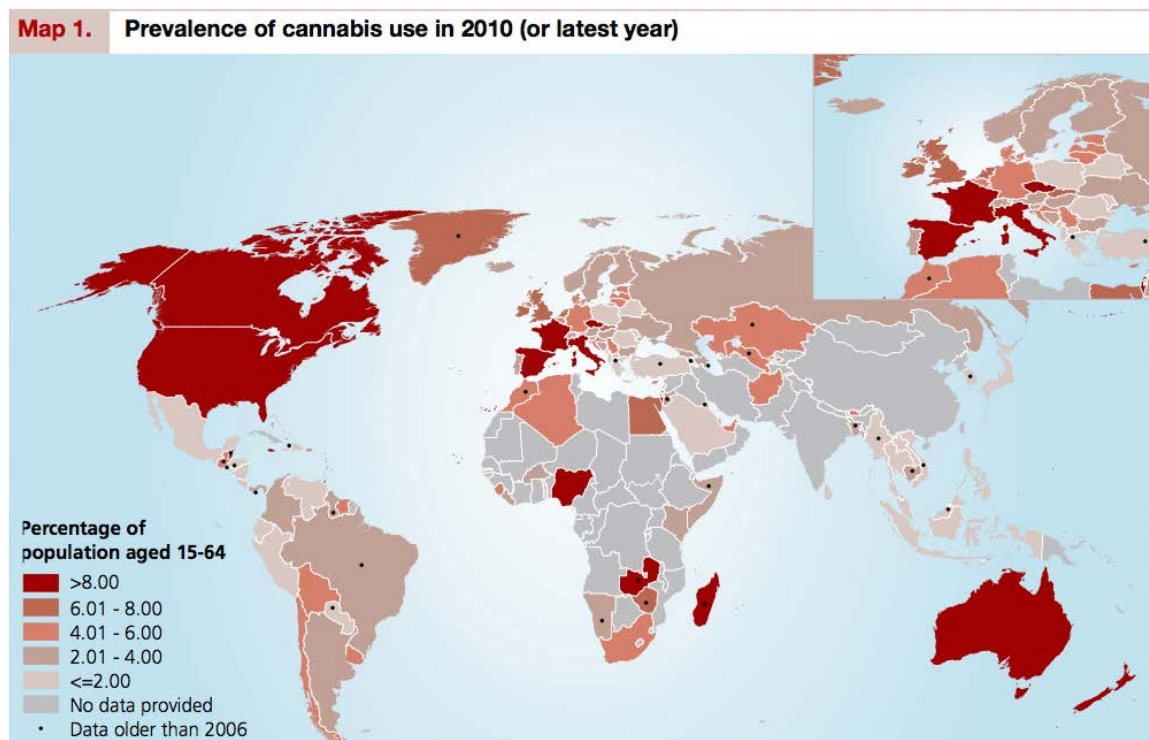 Map 1. Prevalence of cannabis use in 2010 (or latest year)
Percentage of
population aged 15-64
>8.00
6.01 - 8.00
4.01 - 6.00
2.01 - 4.00
<=2.00
No data provided
Data older than 2006